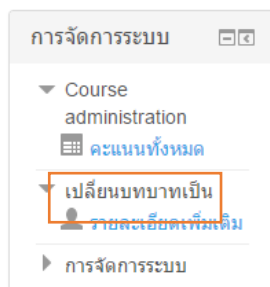 การจัดการระบบ
Course
administration
คะแนนทั้งหมด
เปลี่ยนบทบาทเป็น
รายละเอียดเพิ่มเติม
การจัดการระบบ